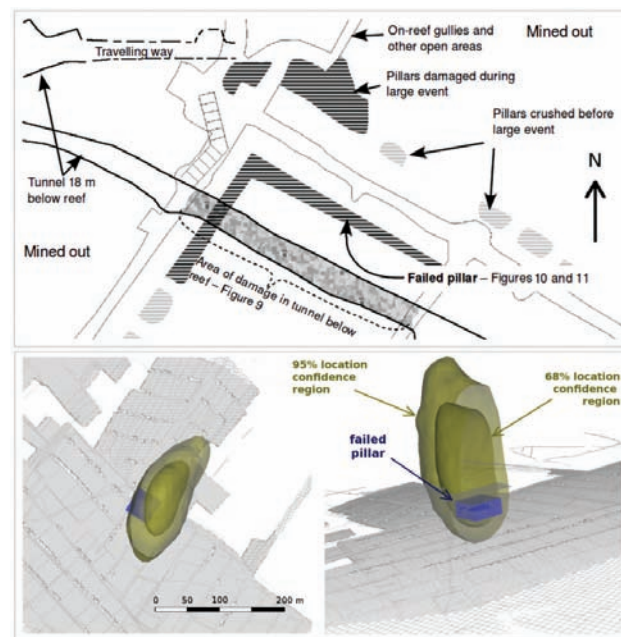 On-reef gullies and
other open areas
Mined out
Travelling way
Pillars damaged during
large event
Pillars crushed before
large event
N
Tunnel 18 m
below reef
Mined out
Area of damage in tunnel below
reef – Figure 9
Failed pillar – Figures 10 and 11
95% location
confidence
region
68% location
confidence
region
failed
pillar
0 50 100 200 m